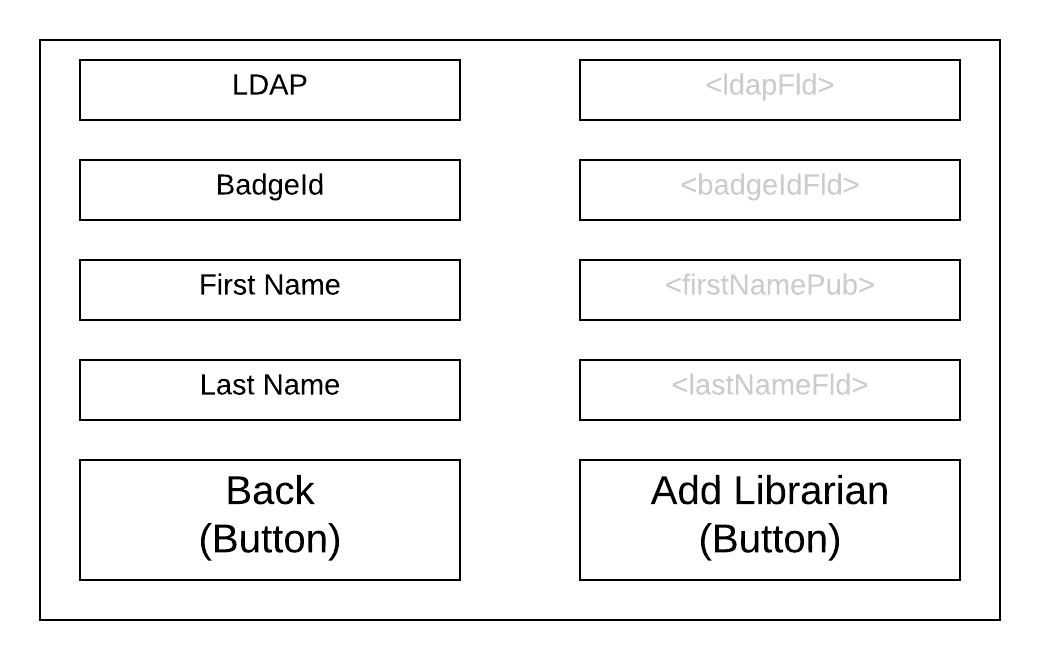 LDAP
<ldapFld>
BadgeId
<badgeIdFld>
First Name
<firstNamePub>
Last Name
<lastNameFld>
Back
(Button)
Add Librarian
(Button)